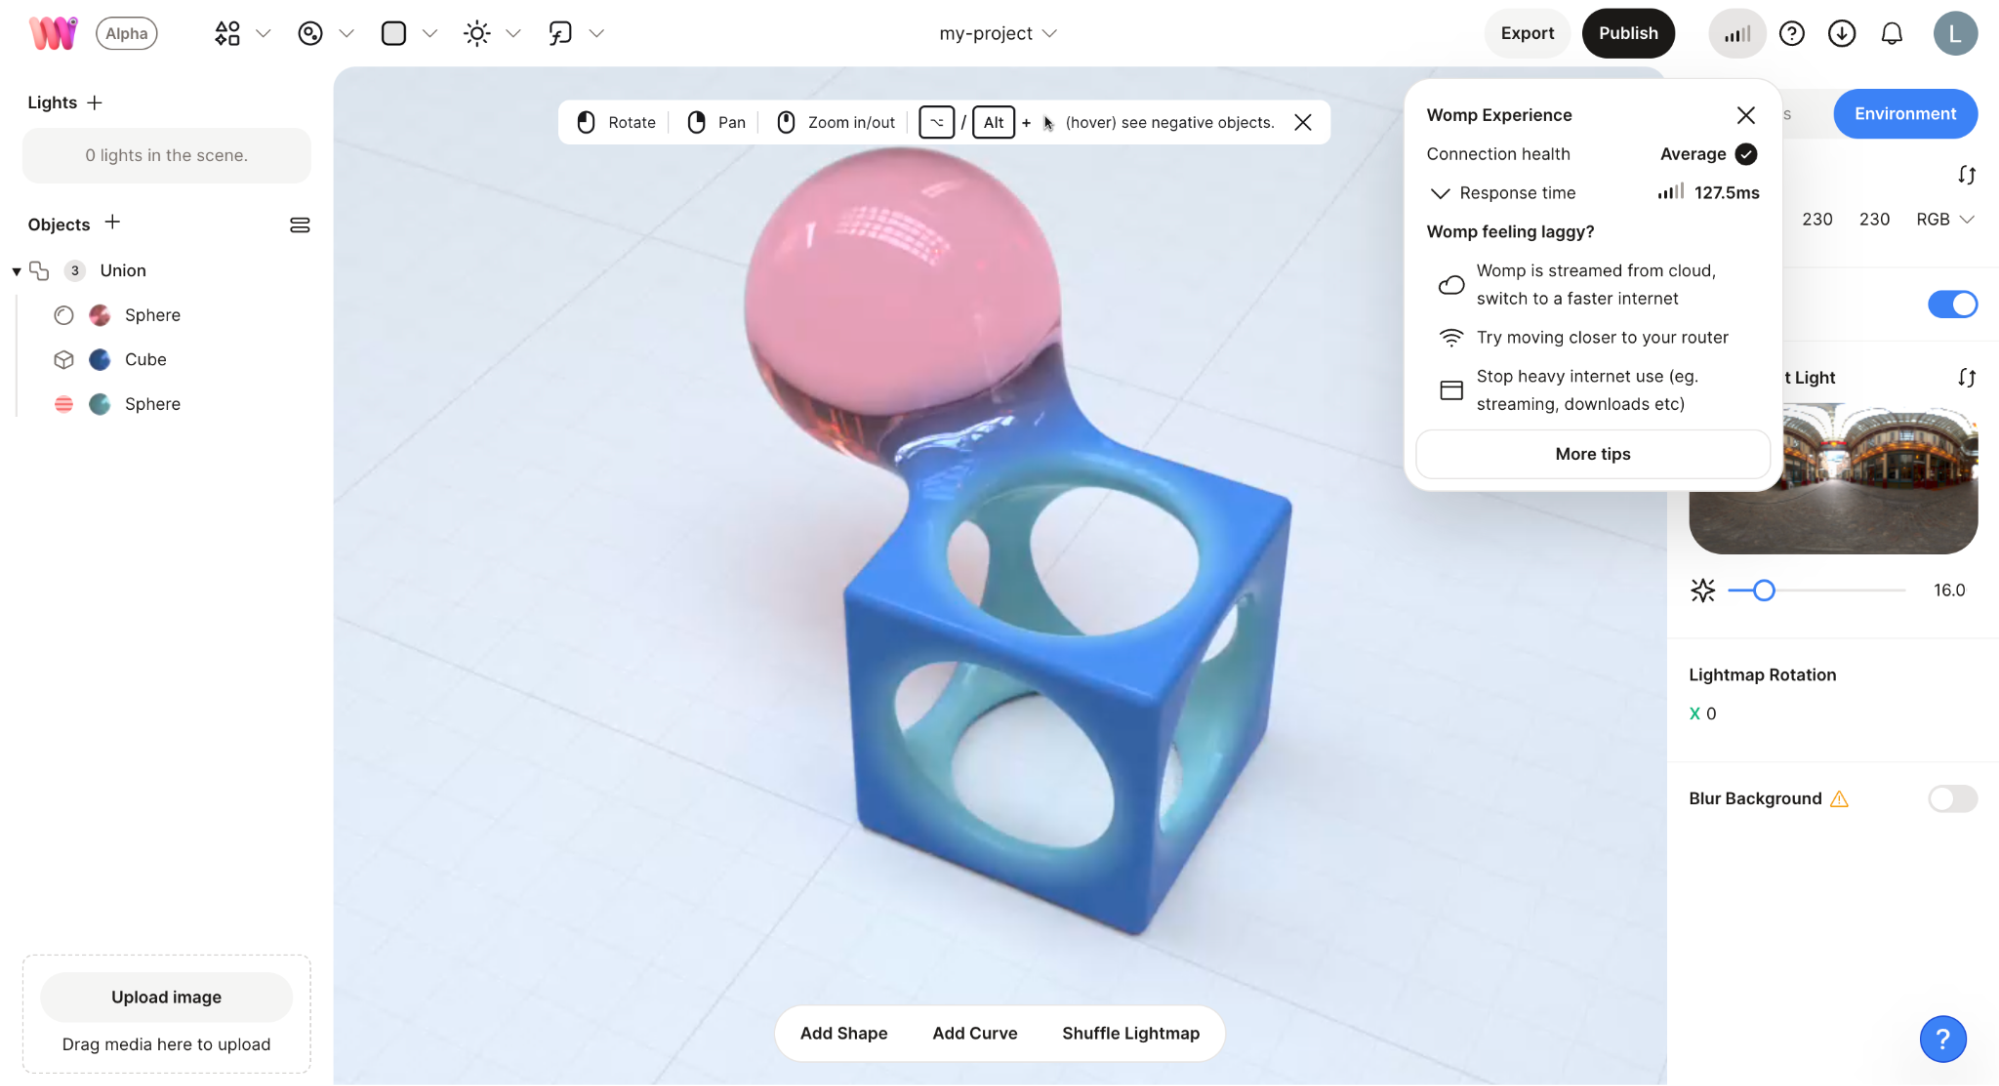 Alpha
my-project
Export
Publish
L
Lights
0 lights in the scene.
Objects
3 Union
Sphere
Cube
Sphere
Upload image
Drag media here to upload
Rotate
Pan
Zoom in/out
⌥ / Alt + (hover) see negative objects.
Womp Experience
Connection health Average
Response time 127.5ms
Womp feeling laggy?
Womp is streamed from cloud,
switch to a faster internet
Try moving closer to your router
Stop heavy internet use (eg.
streaming, downloads etc)
More tips
s
Environment
230 230 RGB
t Light
16.0
Lightmap Rotation
X 0
Blur Background
Add Shape
Add Curve
Shuffle Lightmap
?